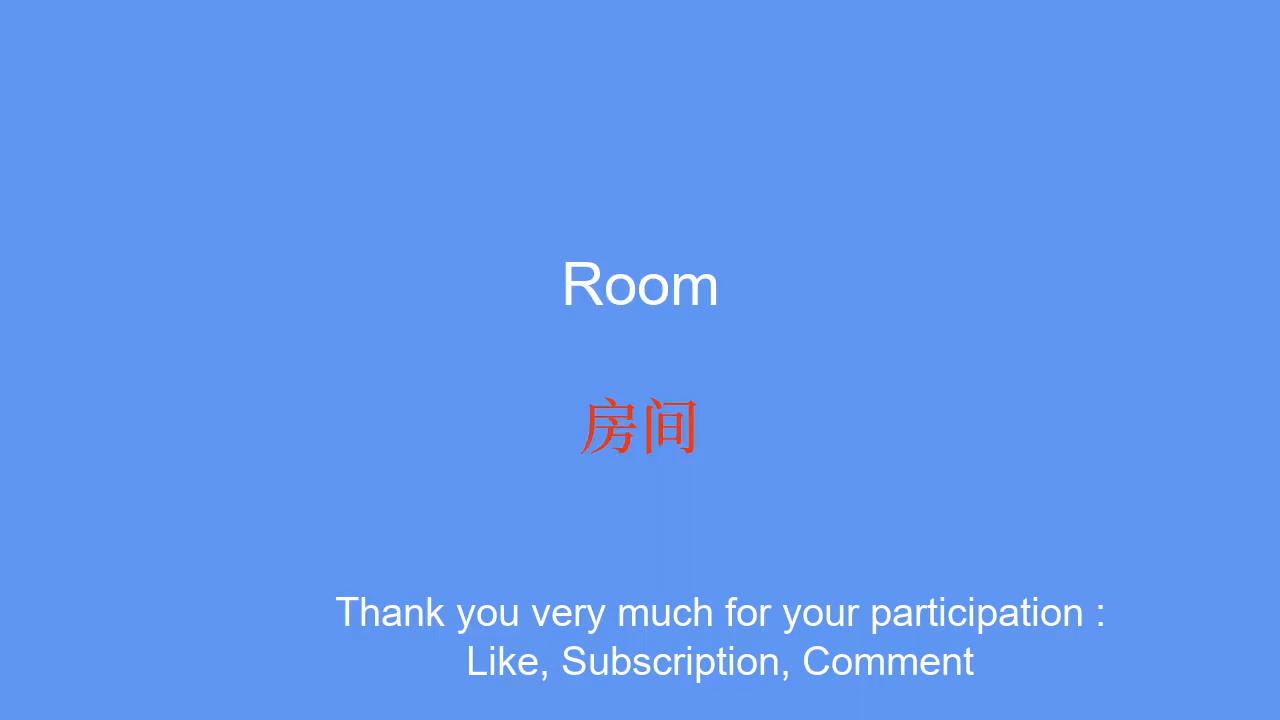 Room
房间
Thank you very much for your participation :
Like, Subscription, Comment